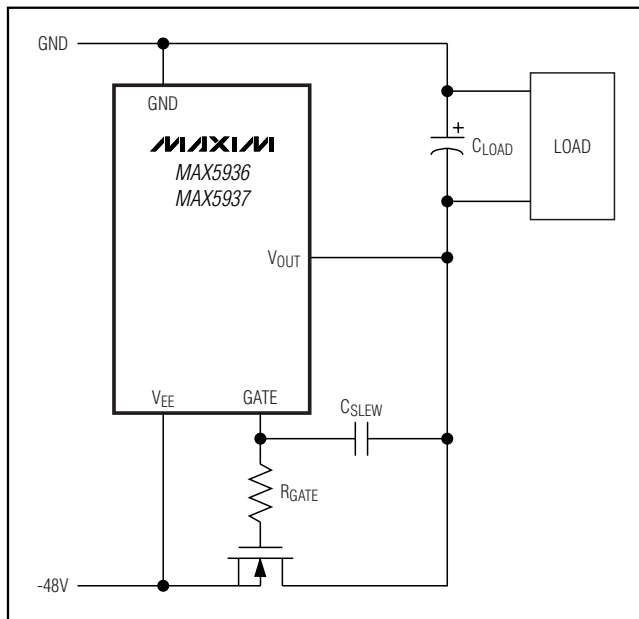 GND
GND
MAXIM
MAX5936
MAX5937
+
CLOAD
LOAD
VOUT
VEE
GATE
CSLEW
RGATE
-48V